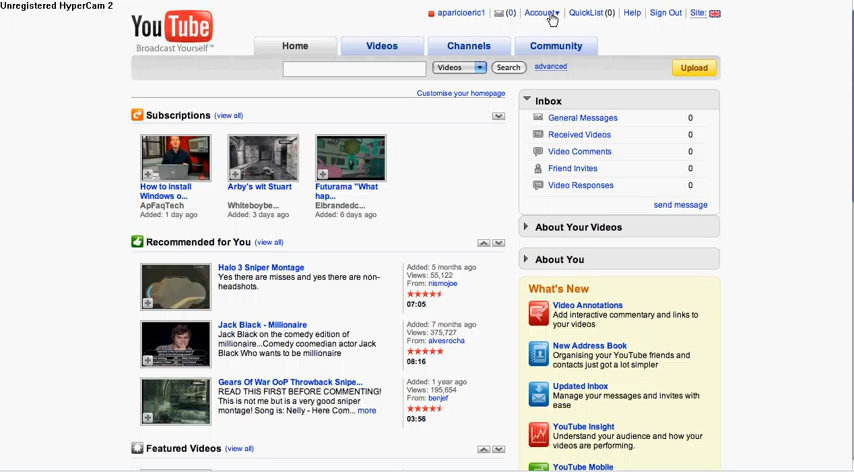 Unregistered HyperCam 2
YouTube
Broadcast Yourself™
aparicioeric1 | (0) | Account▾ | QuickList (0) | Help | Sign Out | Site:
Home
Videos
Channels
Community
Videos
Search
advanced
Upload
Customise your homepage
Subscriptions (view all)
How to install Windows o...
ApFaqTech
Added: 1 day ago
Arby's wit Stuart
Whiteboybe...
Added: 3 days ago
Futurama "What hap...
Elbrandedc...
Added: 6 days ago
Recommended for You (view all)
Halo 3 Sniper Montage
Yes there are misses and yes there are non-
headshots.
Added: 5 months ago
Views: 55,122
From: nismojoe
07:05
Jack Black - Millionaire
Jack Black on the comedy edition of
millionaire...Comedy coomedian actor Jack
Black Who wants to be millionaire
Added: 7 months ago
Views: 375,727
From: alvesrocha
08:16
Gears Of War OoP Throwback Snipe...
READ THIS FIRST BEFORE COMMENTING!
This is not me but is a very good sniper
montage! Song is: Nelly - Here Com... more
Added: 1 year ago
Views: 195,654
From: benjef
03:56
Featured Videos (view all)
Inbox
General Messages 0
Received Videos 0
Video Comments 0
Friend Invites 0
Video Responses 0
send message
About Your Videos
About You
What's New
Video Annotations
Add interactive commentary and links to
your videos
New Address Book
Organising your YouTube friends and
contacts just got a lot simpler
Updated Inbox
Manage your messages and invites with
ease
YouTube Insight
Understand your audience and how your
videos are performing.
YouTube Mobile